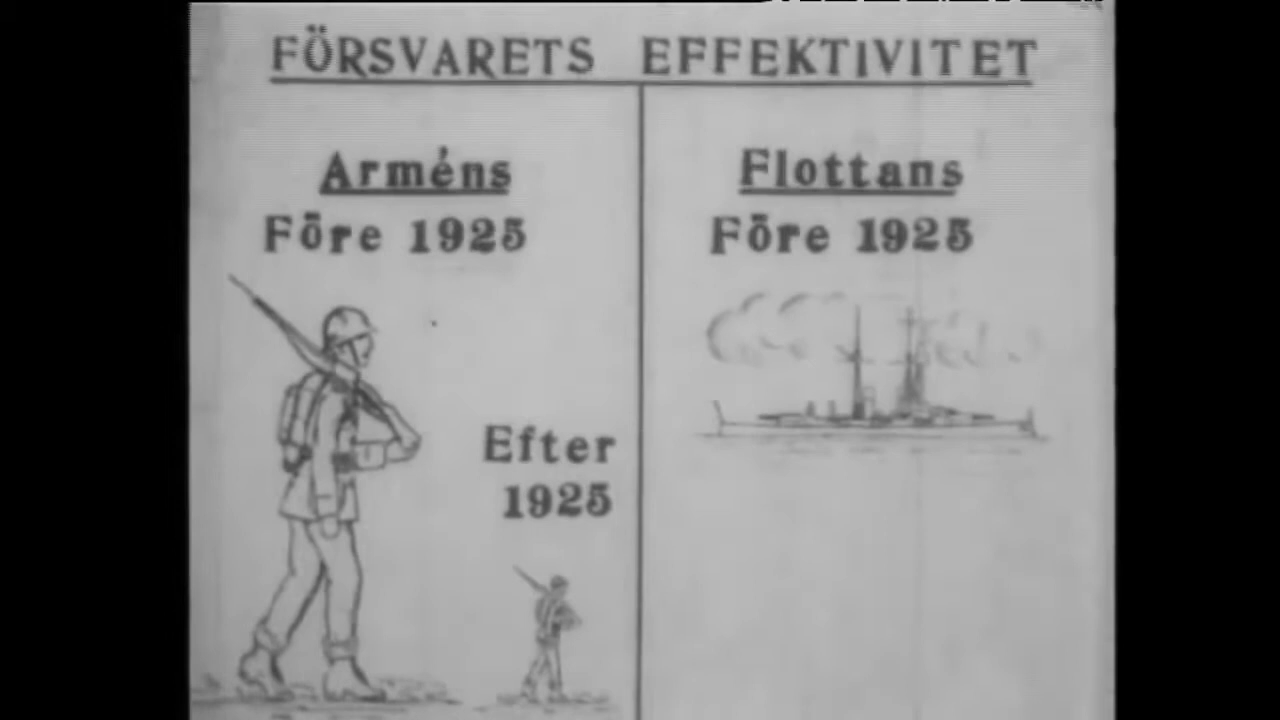 FÖRSVARETS EFFEKTIVITET
Arméns
Före 1925
Efter
1925
Flottans
Före 1925